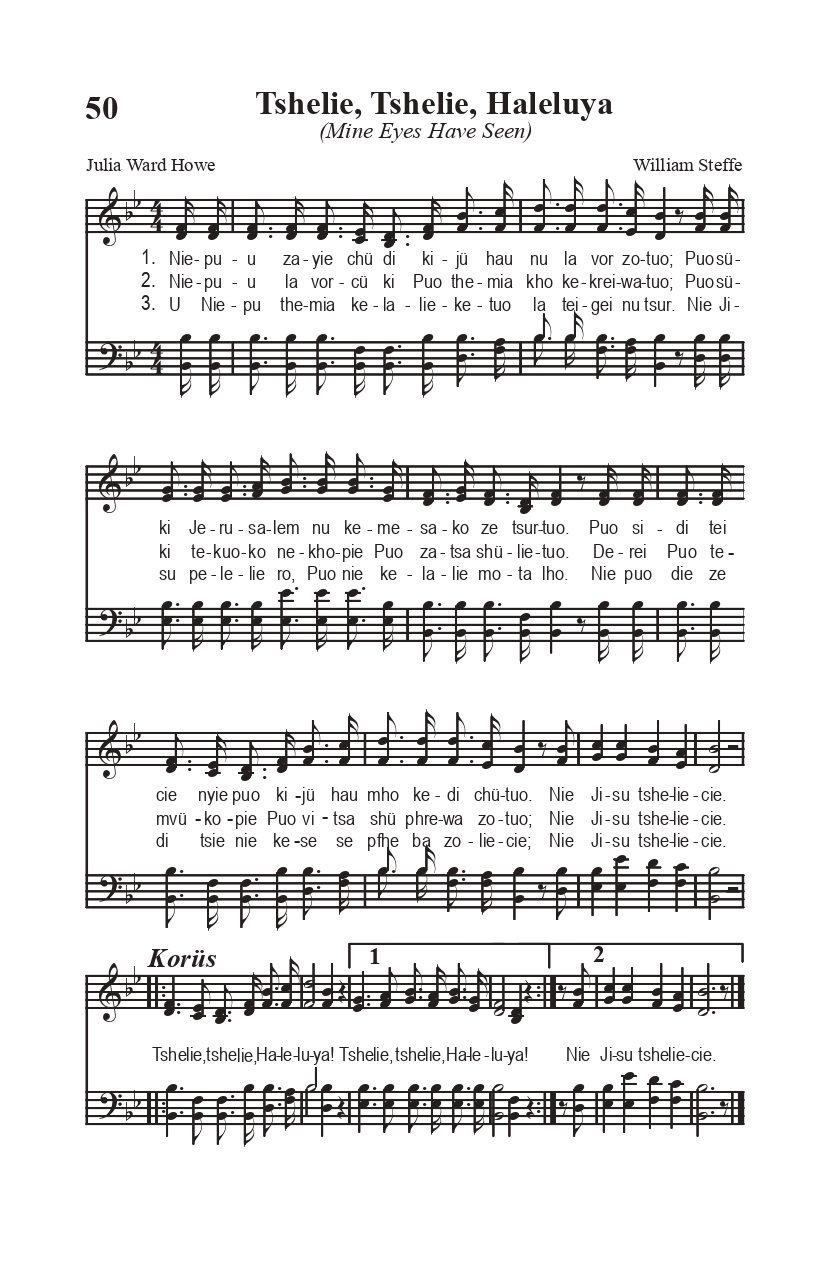 50
Tshelie, Tshelie, Haleluya
(Mine Eyes Have Seen)
Julia Ward Howe William Steffe
1. Nie-pu-u za-yie chü di ki-jü hau nu la vor zo-tuo; Puo sü-
2. Nie-pu-u la vor-cü ki Puo the-mia kho ke-krei-wa-tuo; Puo sü-
3. U Nie-pu the-mia ke-la-lie-ke-tuo la tei-gei nu tsur. Nie Ji-
ki Je-ru-sa-lem nu ke-me-sa-ko ze tsur-tuo. Puo si-di tei
ki te-kuo-ko ne-kho-pie Puo za-tsa shü-lie-tuo. De-rei Puo te-
su pe-le-lie ro, Puo nie ke-la-lie mo-ta lho. Nie puo die ze
cie nyie puo ki-jü hau mho ke-di chü-tuo. Nie Ji-su tshe-lie-cie.
mvü-ko-pie Puo vi-tsa shü phre-wa zo-tuo; Nie Ji-su tshe-lie-cie.
di tsie nie ke-se se pfhe ba zo-lie-cie; Nie Ji-su tshe-lie-cie.
Korüs 1 2
Tshelie, tshelie, Ha-le-lu-ya! Tshelie, tshelie, Ha-le-lu-ya! Nie Ji-su tshelie-cie.